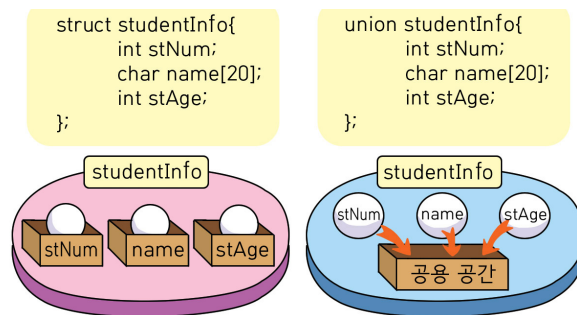 struct studentInfo{
int stNum;
char name[20];
int stAge;
};
union studentInfo{
int stNum;
char name[20];
int stAge;
};
studentInfo
stNum
name
stAge
studentInfo
stNum
name
stAge
공용 공간